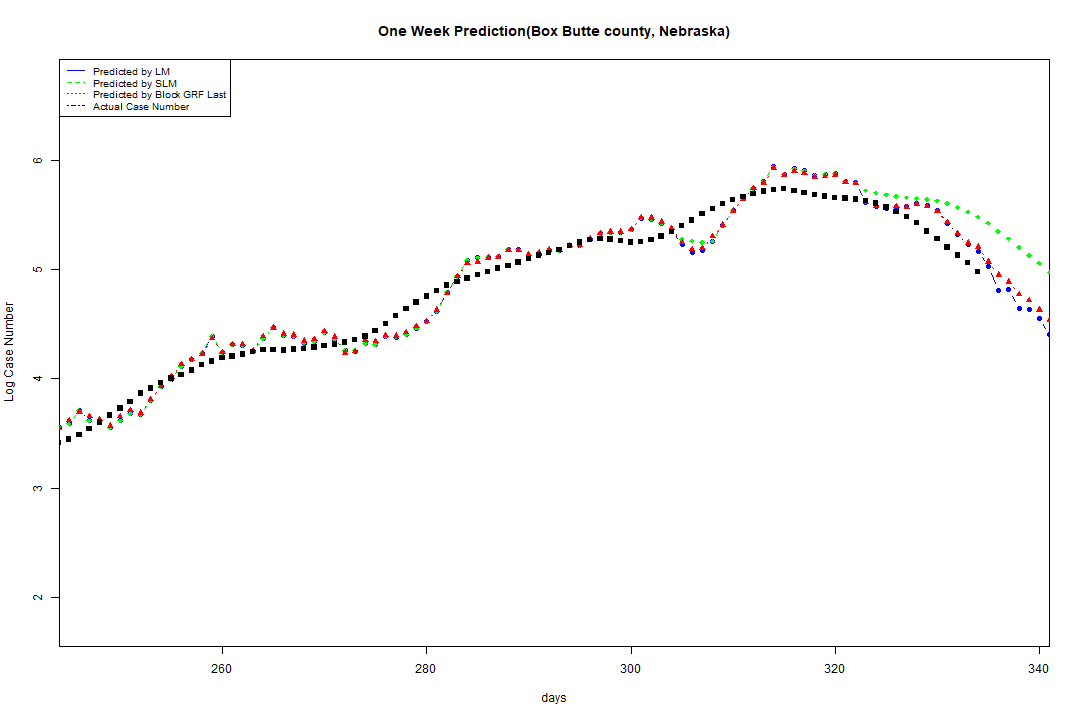 One Week Prediction(Box Butte county, Nebraska)
Predicted by LM
Predicted by SLM
Predicted by Block GRF Last
Actual Case Number
6
5
4
3
2
Log Case Number
260 280 300 320 340
days